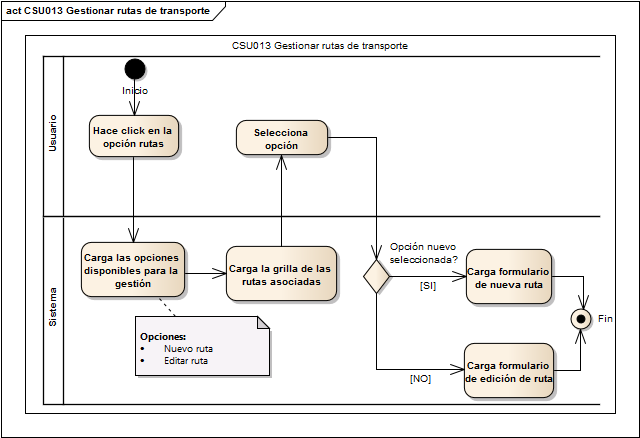 act CSU013 Gestionar rutas de transporte
CSU013 Gestionar rutas de transporte
Usuario
Inicio
Hace click en la
opción rutas
Selecciona
opción
Sistema
Carga las opciones
disponibles para la
gestión
Carga la grilla de las
rutas asociadas
Opción nuevo
seleccionada?
[SI]
Carga formulario
de nueva ruta
Fin
Opciones:
• Nuevo ruta
• Editar ruta
[NO]
Carga formulario
de edición de ruta